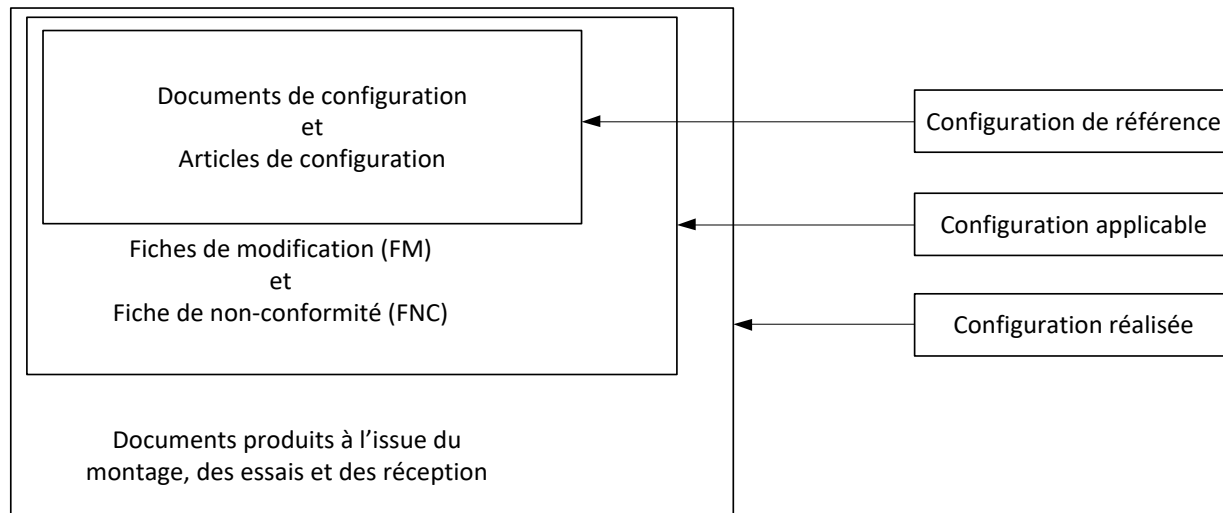 Documents de configuration
et
Articles de configuration
Configuration de référence
Fiches de modification (FM)
et
Fiche de non-conformité (FNC)
Configuration applicable
Configuration réalisée
Documents produits à l’issue du
montage, des essais et des réception